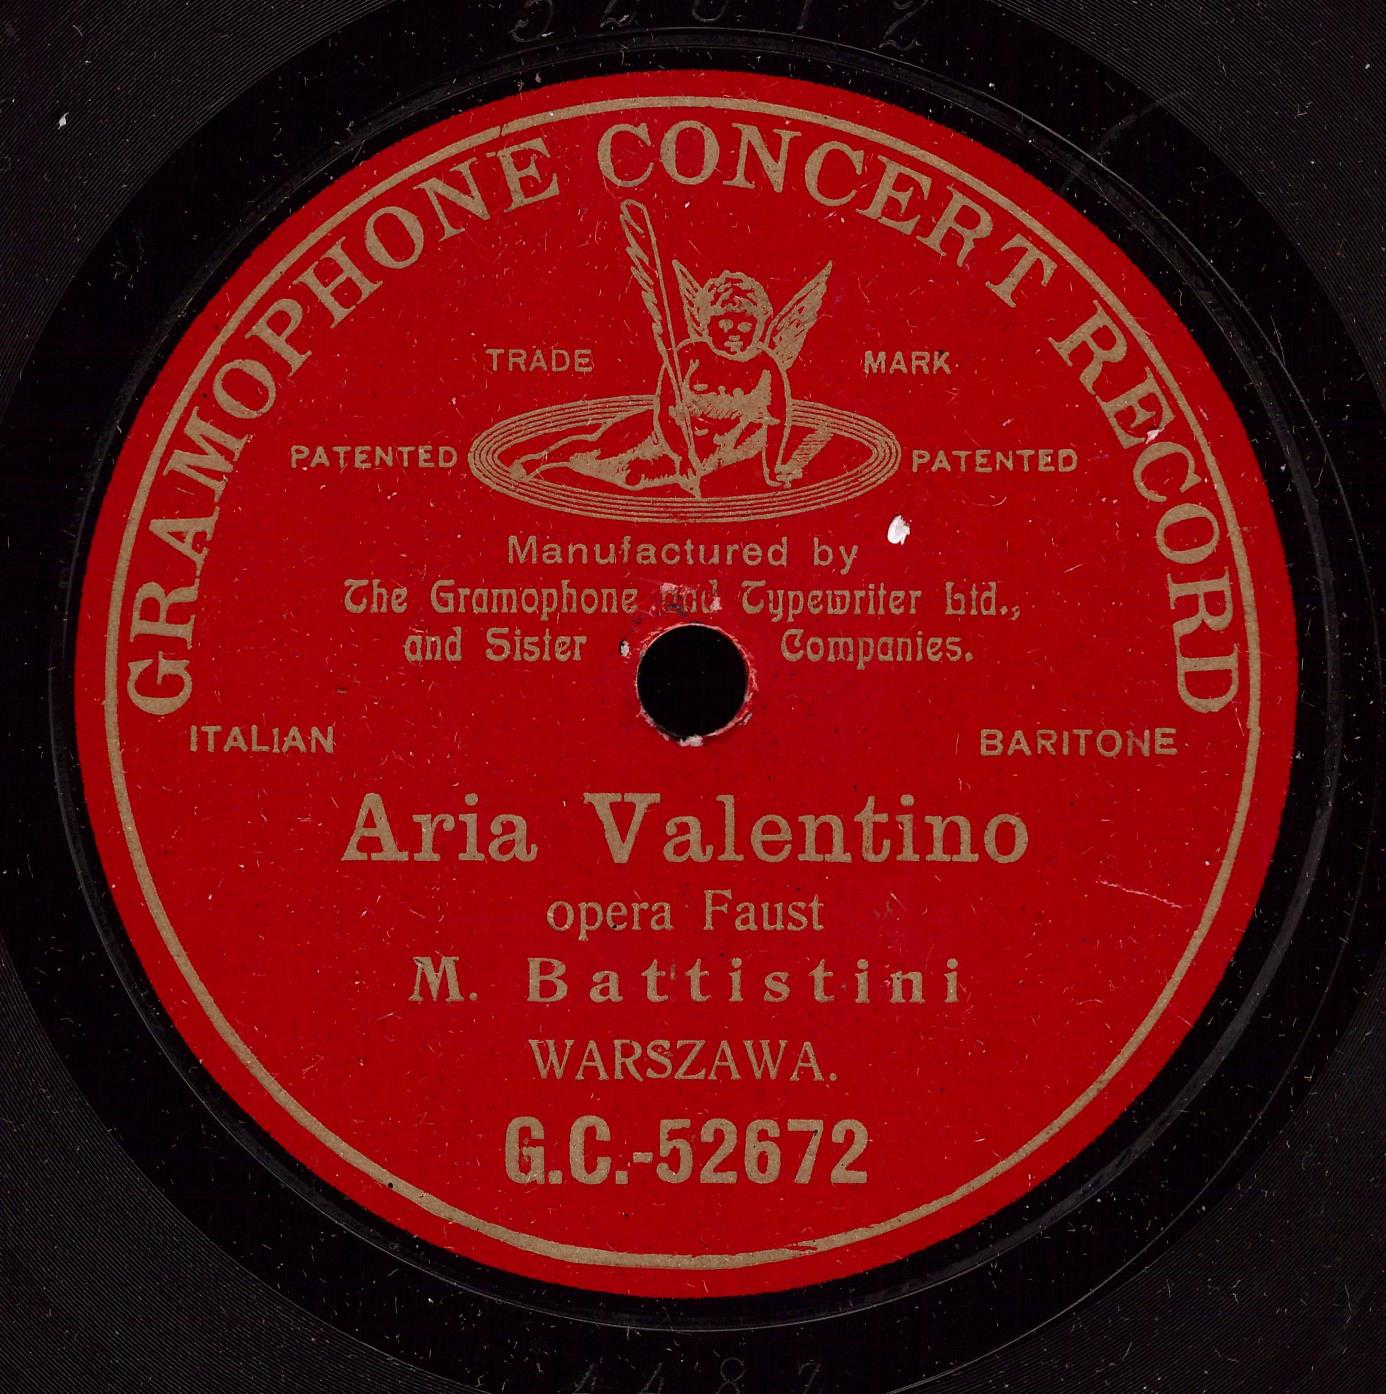 GRAMOPHONE CONCERT RECORD
TRADE MARK
PATENTED PATENTED
Manufactured by
The Gramophone and Typewriter Ltd.,
and Sister Companies.
ITALIAN BARITONE
Aria Valentino
opera Faust
M. Battistini
WARSZAWA.
G.C.-52672